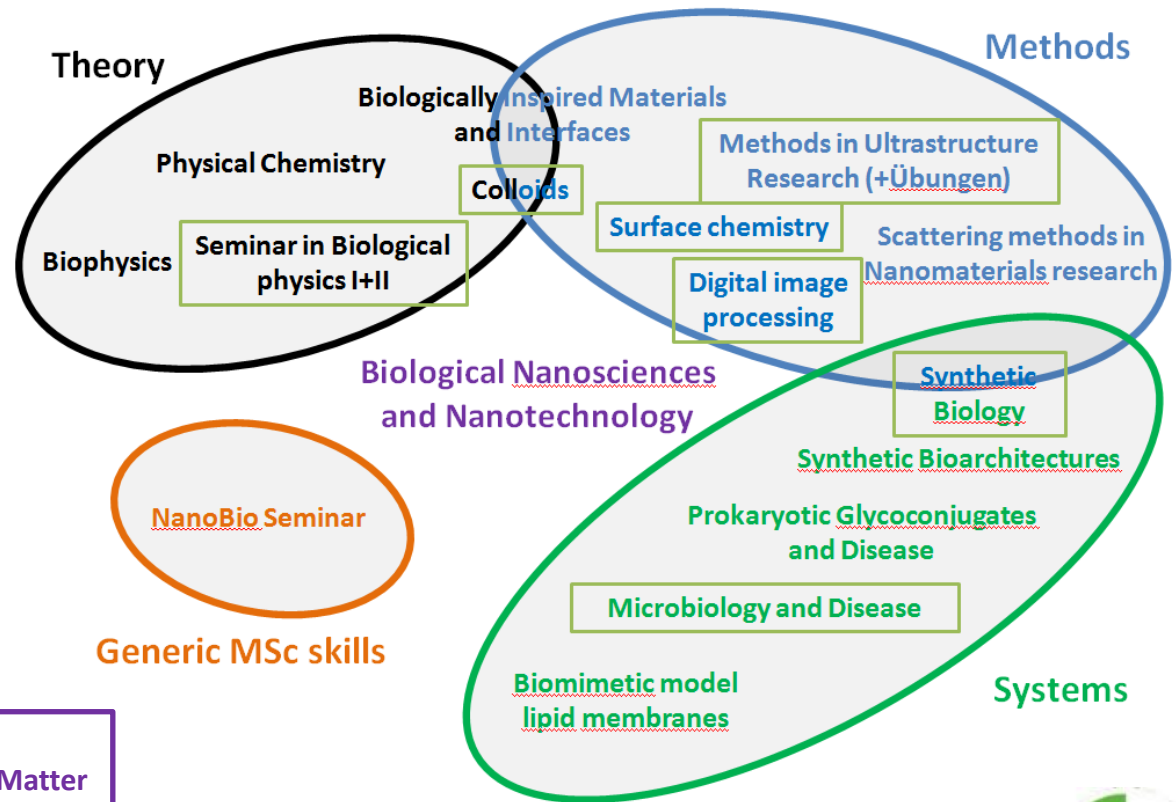 Theory
Methods
Biologically Inspired Materials
and Interfaces
Physical Chemistry
Colloids
Methods in Ultrastructure
Research (+Übungen)
Surface chemistry
Biophysics
Seminar in Biological
physics I+II
Scattering methods in
Nanomaterials research
Digital image
processing
Biological Nanosciences
and Nanotechnology
Synthetic
Biology
Synthetic Bioarchitectures
NanoBio Seminar
Prokaryotic Glycoconjugates
and Disease
Microbiology and Disease
Generic MSc skills
Biomimetic model
lipid membranes
Systems
Matter